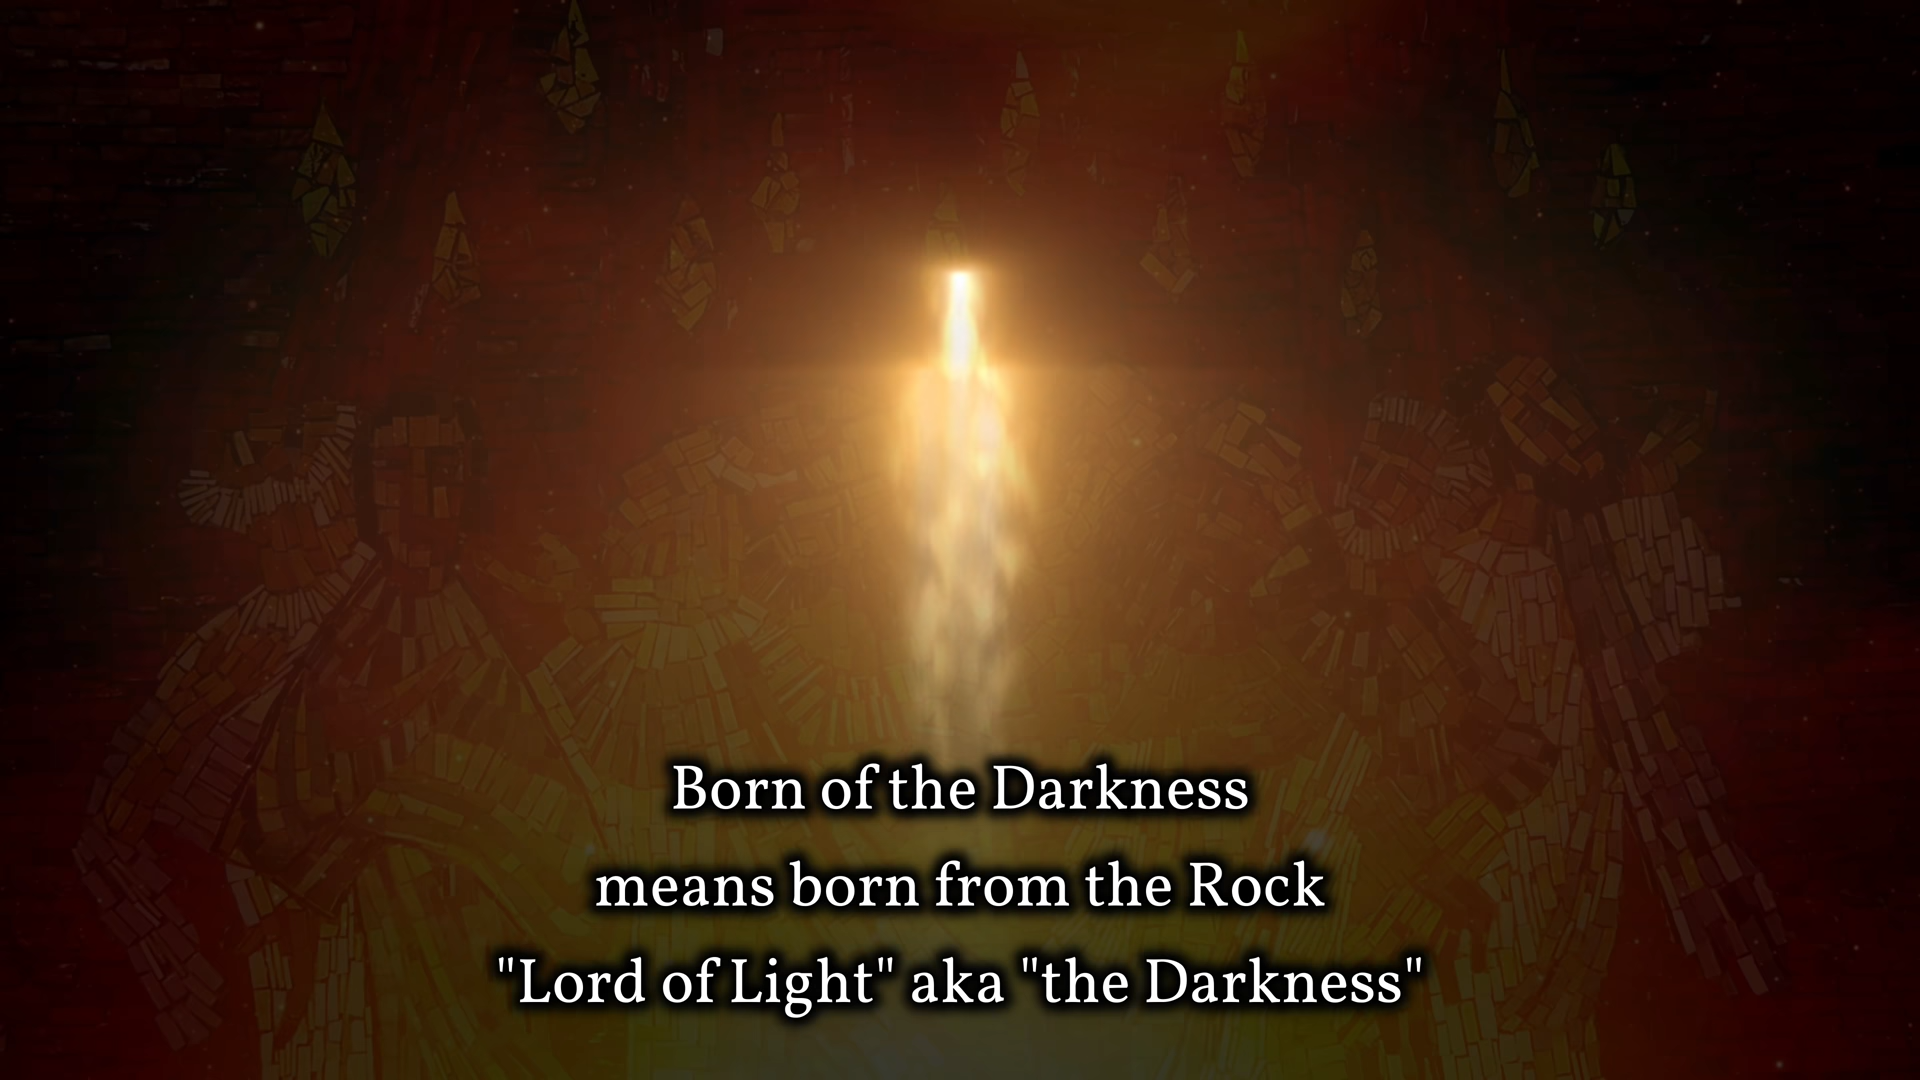 Born of the Darkness
means born from the Rock
"Lord of Light" aka "the Darkness"